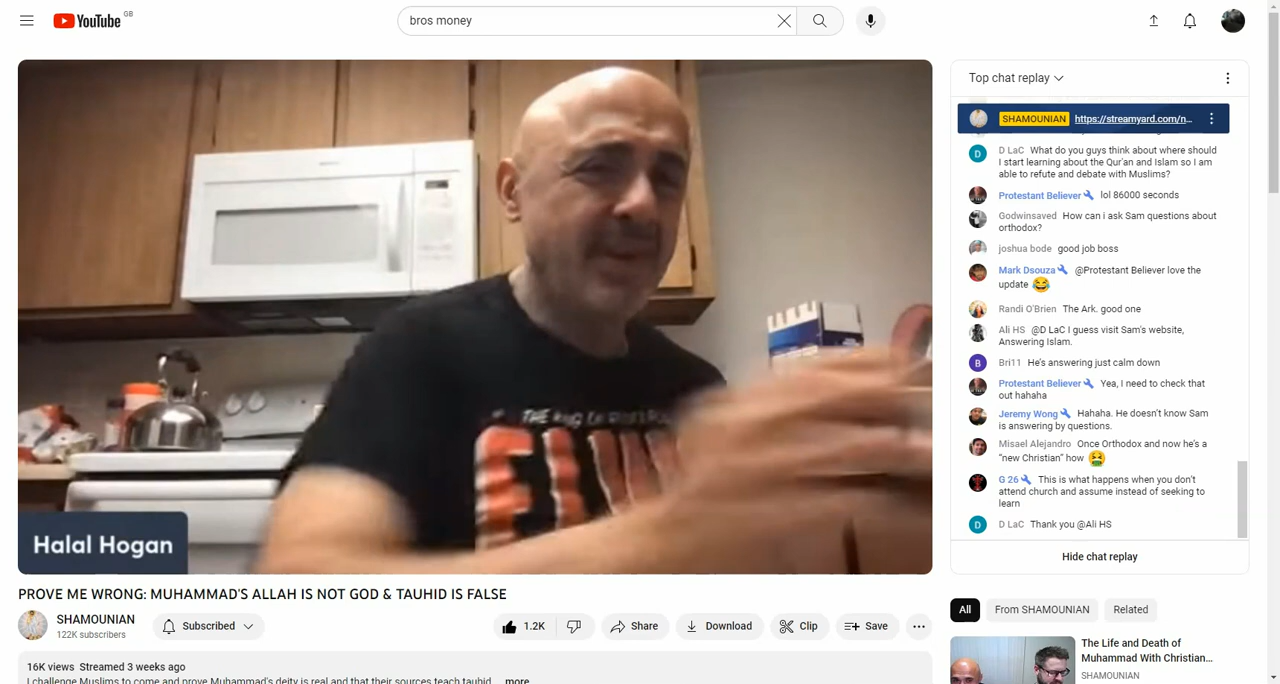 YouTube GB
bros money
Top chat replay
SHAMOUNIAN https://streamyard.com/n...
D LaC What do you guys think about where should
I start learning about the Qur'an and Islam so I am
able to refute and debate with Muslims?
Protestant Believer lol 86000 seconds
Godwinsaved How can i ask Sam questions about
orthodox?
joshua bode good job boss
Mark Dsouza @Protestant Believer love the
update 😂
Randi O'Brien The Ark. good one
Ali HS @D LaC I guess visit Sam's website,
Answering Islam.
B
Bri11 He's answering just calm down
Protestant Believer Yea, I need to check that
out hahaha
Jeremy Wong Hahaha. He doesn't know Sam
is answering by questions.
Misael Alejandro Once Orthodox and now he's a
"new Christian" how 🤮
G 26 This is what happens when you don't
attend church and assume instead of seeking to
learn
D
D LaC Thank you @Ali HS
Hide chat replay
THE KING OF ROCK
ELVI
Halal Hogan
PROVE ME WRONG: MUHAMMAD'S ALLAH IS NOT GOD & TAUHID IS FALSE
SHAMOUNIAN
122K subscribers
Subscribed
1.2K
Share
Download
Clip
Save
16K views Streamed 3 weeks ago
I challenge Muslims to come and prove Muhammad's deity is real and that their sources teach tauhid ... more
All
From SHAMOUNIAN
Related
The Life and Death of
Muhammad With Christian...
SHAMOUNIAN